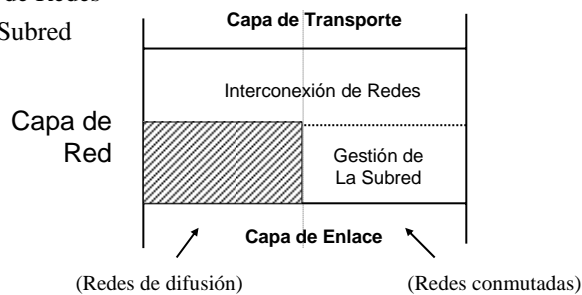 de Redes
Subred
Capa de Transporte
Interconexión de Redes
Capa de
Red
Gestión de
La Subred
Capa de Enlace
(Redes de difusión)
(Redes conmutadas)